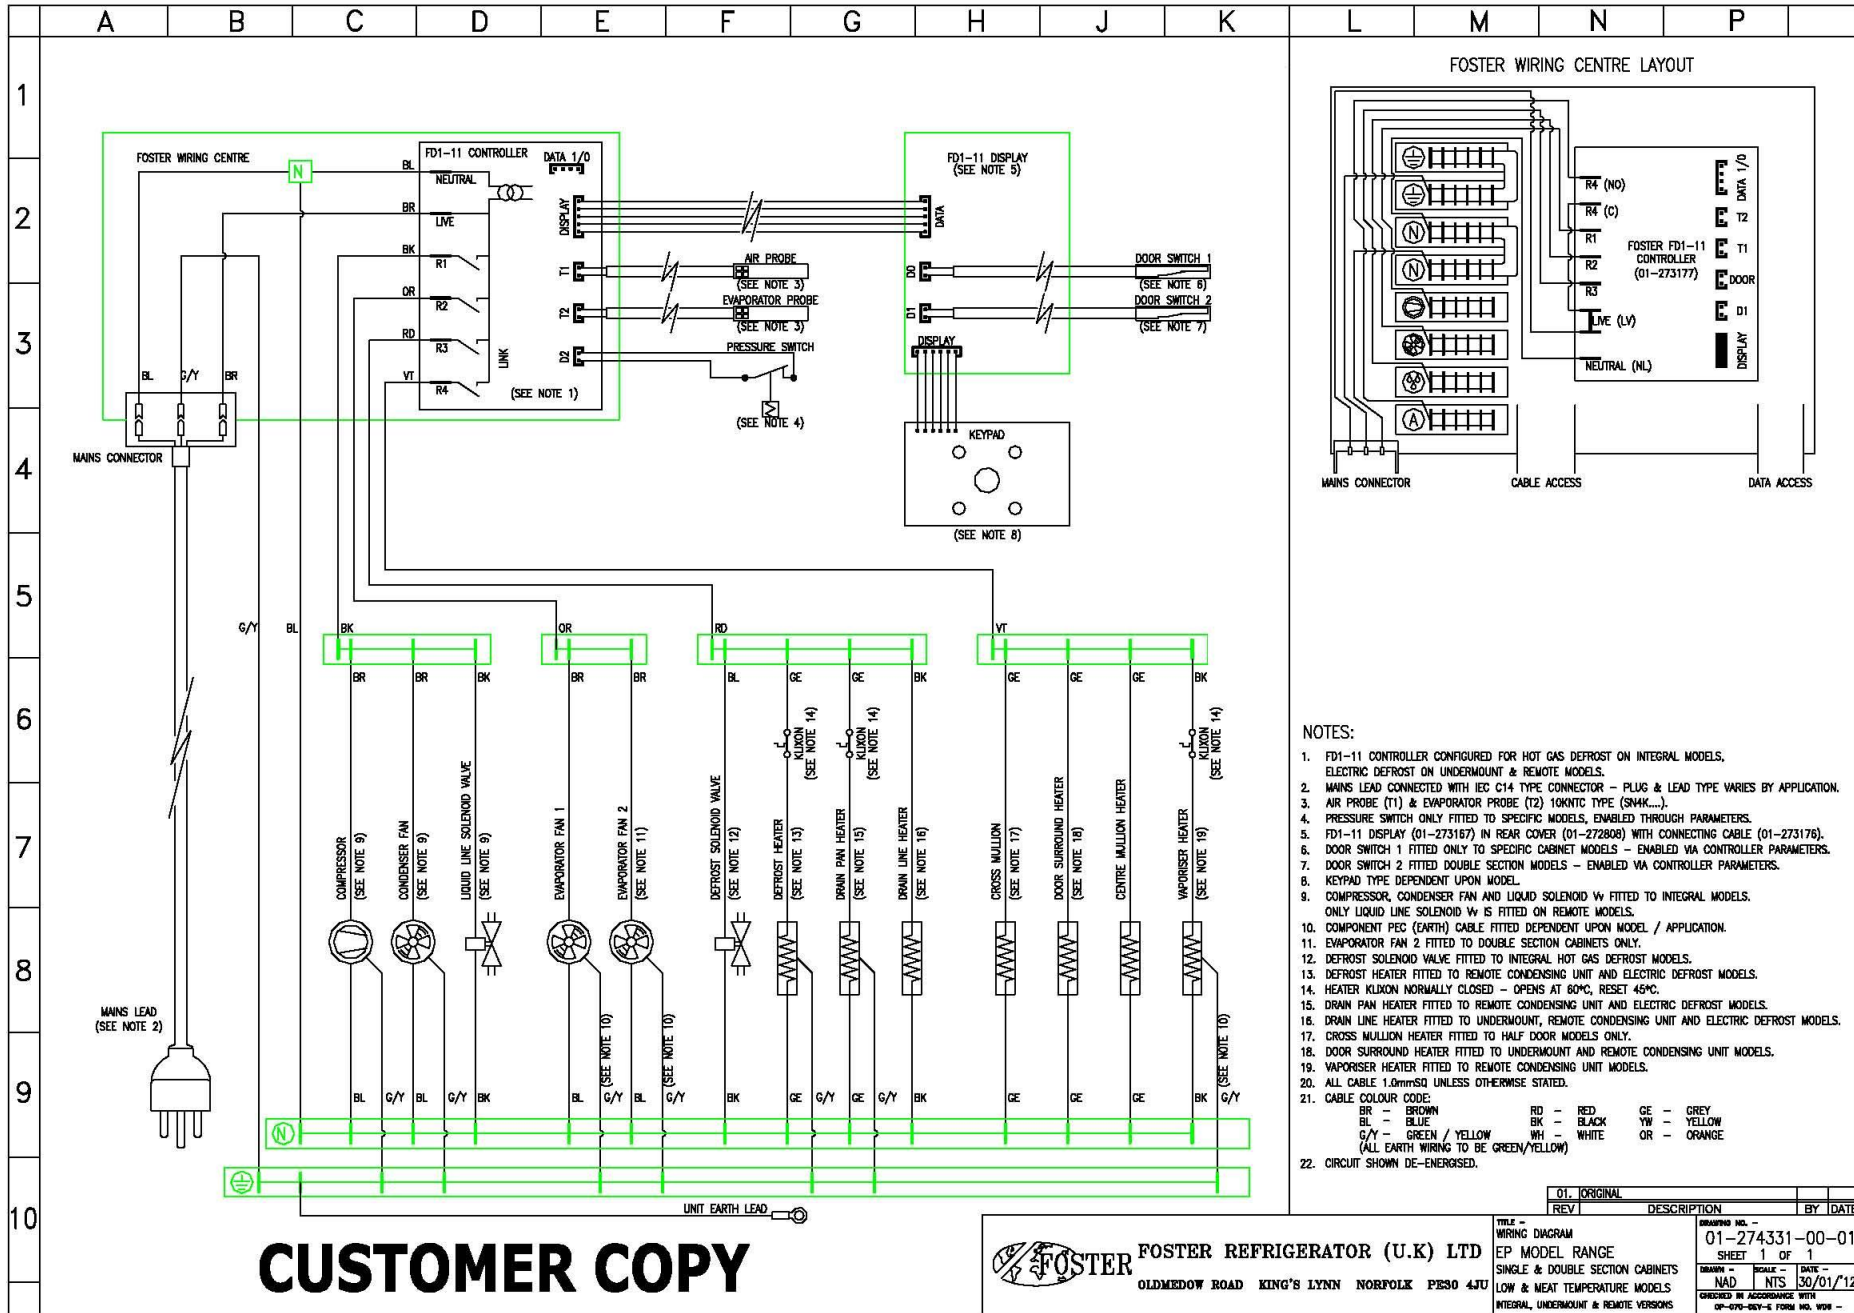 A B C D E F G H J K L M N P
1
2
3
4
5
6
7
8
9
10
FOSTER WIRING CENTRE
N
BL
BR
BK
OR
RD
VT
FD1-11 CONTROLLER
NEUTRAL
LIVE
R1
R2
R3
R4
LINK
(SEE NOTE 1)
DATA 1/0
DISPLAY
T1
T2
D2
AIR PROBE
(SEE NOTE 3)
EVAPORATOR PROBE
(SEE NOTE 3)
PRESSURE SWITCH
(SEE NOTE 4)
FD1-11 DISPLAY
(SEE NOTE 5)
DATA
D0
D1
DISPLAY
DOOR SWITCH 1
(SEE NOTE 6)
DOOR SWITCH 2
(SEE NOTE 7)
KEYPAD
(SEE NOTE 8)
BL G/Y BR
MAINS CONNECTOR
MAINS LEAD
(SEE NOTE 2)
G/Y BL BK OR RD VT
BR BR BK BR BR BL GE GE BK GE GE GE BK
KLIXON
(SEE NOTE 14)
KLIXON
(SEE NOTE 14)
KLIXON
(SEE NOTE 14)
COMPRESSOR
(SEE NOTE 9)
CONDENSER FAN
(SEE NOTE 9)
LIQUID LINE SOLENOID VALVE
(SEE NOTE 9)
EVAPORATOR FAN 1
EVAPORATOR FAN 2
(SEE NOTE 11)
DEFROST SOLENOID VALVE
(SEE NOTE 12)
DEFROST HEATER
(SEE NOTE 13)
DRAIN PAN HEATER
(SEE NOTE 15)
DRAIN LINE HEATER
(SEE NOTE 16)
CROSS MULLION
(SEE NOTE 17)
DOOR SURROUND HEATER
(SEE NOTE 18)
CENTRE MULLION HEATER
VAPORISER HEATER
(SEE NOTE 19)
(SEE NOTE 10)
(SEE NOTE 10)
(SEE NOTE 10)
BL G/Y BL G/Y BK BL G/Y BL G/Y BK GE G/Y GE G/Y BK GE GE GE BK G/Y
N
UNIT EARTH LEAD
CUSTOMER COPY
FOSTER WIRING CENTRE LAYOUT
N
N
A
R4 (NO)
R4 (C)
R1
R2
R3
LIVE (LV)
NEUTRAL (NL)
FOSTER FD1-11
CONTROLLER
(01-273177)
DATA 1/0
T2
T1
DOOR
D1
DISPLAY
MAINS CONNECTOR
CABLE ACCESS
DATA ACCESS
NOTES:
1. FD1-11 CONTROLLER CONFIGURED FOR HOT GAS DEFROST ON INTEGRAL MODELS,
ELECTRIC DEFROST ON UNDERMOUNT & REMOTE MODELS.
2. MAINS LEAD CONNECTED WITH IEC C14 TYPE CONNECTOR - PLUG & LEAD TYPE VARIES BY APPLICATION.
3. AIR PROBE (T1) & EVAPORATOR PROBE (T2) 10KNTC TYPE (SN4K....).
4. PRESSURE SWITCH ONLY FITTED TO SPECIFIC MODELS, ENABLED THROUGH PARAMETERS.
5. FD1-11 DISPLAY (01-273167) IN REAR COVER (01-272808) WITH CONNECTING CABLE (01-273176).
6. DOOR SWITCH 1 FITTED ONLY TO SPECIFIC CABINET MODELS - ENABLED VIA CONTROLLER PARAMETERS.
7. DOOR SWITCH 2 FITTED DOUBLE SECTION MODELS - ENABLED VIA CONTROLLER PARAMETERS.
8. KEYPAD TYPE DEPENDENT UPON MODEL.
9. COMPRESSOR, CONDENSER FAN AND LIQUID SOLENOID Vv FITTED TO INTEGRAL MODELS.
ONLY LIQUID LINE SOLENOID Vv IS FITTED ON REMOTE MODELS.
10. COMPONENT PEC (EARTH) CABLE FITTED DEPENDENT UPON MODEL / APPLICATION.
11. EVAPORATOR FAN 2 FITTED TO DOUBLE SECTION CABINETS ONLY.
12. DEFROST SOLENOID VALVE FITTED TO INTEGRAL HOT GAS DEFROST MODELS.
13. DEFROST HEATER FITTED TO REMOTE CONDENSING UNIT AND ELECTRIC DEFROST MODELS.
14. HEATER KLIXON NORMALLY CLOSED - OPENS AT 60°C, RESET 45°C.
15. DRAIN PAN HEATER FITTED TO REMOTE CONDENSING UNIT AND ELECTRIC DEFROST MODELS.
16. DRAIN LINE HEATER FITTED TO UNDERMOUNT, REMOTE CONDENSING UNIT AND ELECTRIC DEFROST MODELS.
17. CROSS MULLION HEATER FITTED TO HALF DOOR MODELS ONLY.
18. DOOR SURROUND HEATER FITTED TO UNDERMOUNT AND REMOTE CONDENSING UNIT MODELS.
19. VAPORISER HEATER FITTED TO REMOTE CONDENSING UNIT MODELS.
20. ALL CABLE 1.0mmSQ UNLESS OTHERWISE STATED.
21. CABLE COLOUR CODE:
BR - BROWN RD - RED GE - GREY
BL - BLUE BK - BLACK YW - YELLOW
G/Y - GREEN / YELLOW WH - WHITE OR - ORANGE
(ALL EARTH WIRING TO BE GREEN/YELLOW)
22. CIRCUIT SHOWN DE-ENERGISED.
01. ORIGINAL
REV DESCRIPTION BY DATE
FOSTER
FOSTER REFRIGERATOR (U.K) LTD
OLDMEDOW ROAD KING'S LYNN NORFOLK PE30 4JU
TITLE -
WIRING DIAGRAM
EP MODEL RANGE
SINGLE & DOUBLE SECTION CABINETS
LOW & MEAT TEMPERATURE MODELS
INTEGRAL, UNDERMOUNT & REMOTE VERSIONS
DRAWING NO. -
01-274331-00-01
SHEET 1 OF 1
DRAWN - SCALE - DATE -
NAD NTS 30/01/'12
CHECKED IN ACCORDANCE WITH